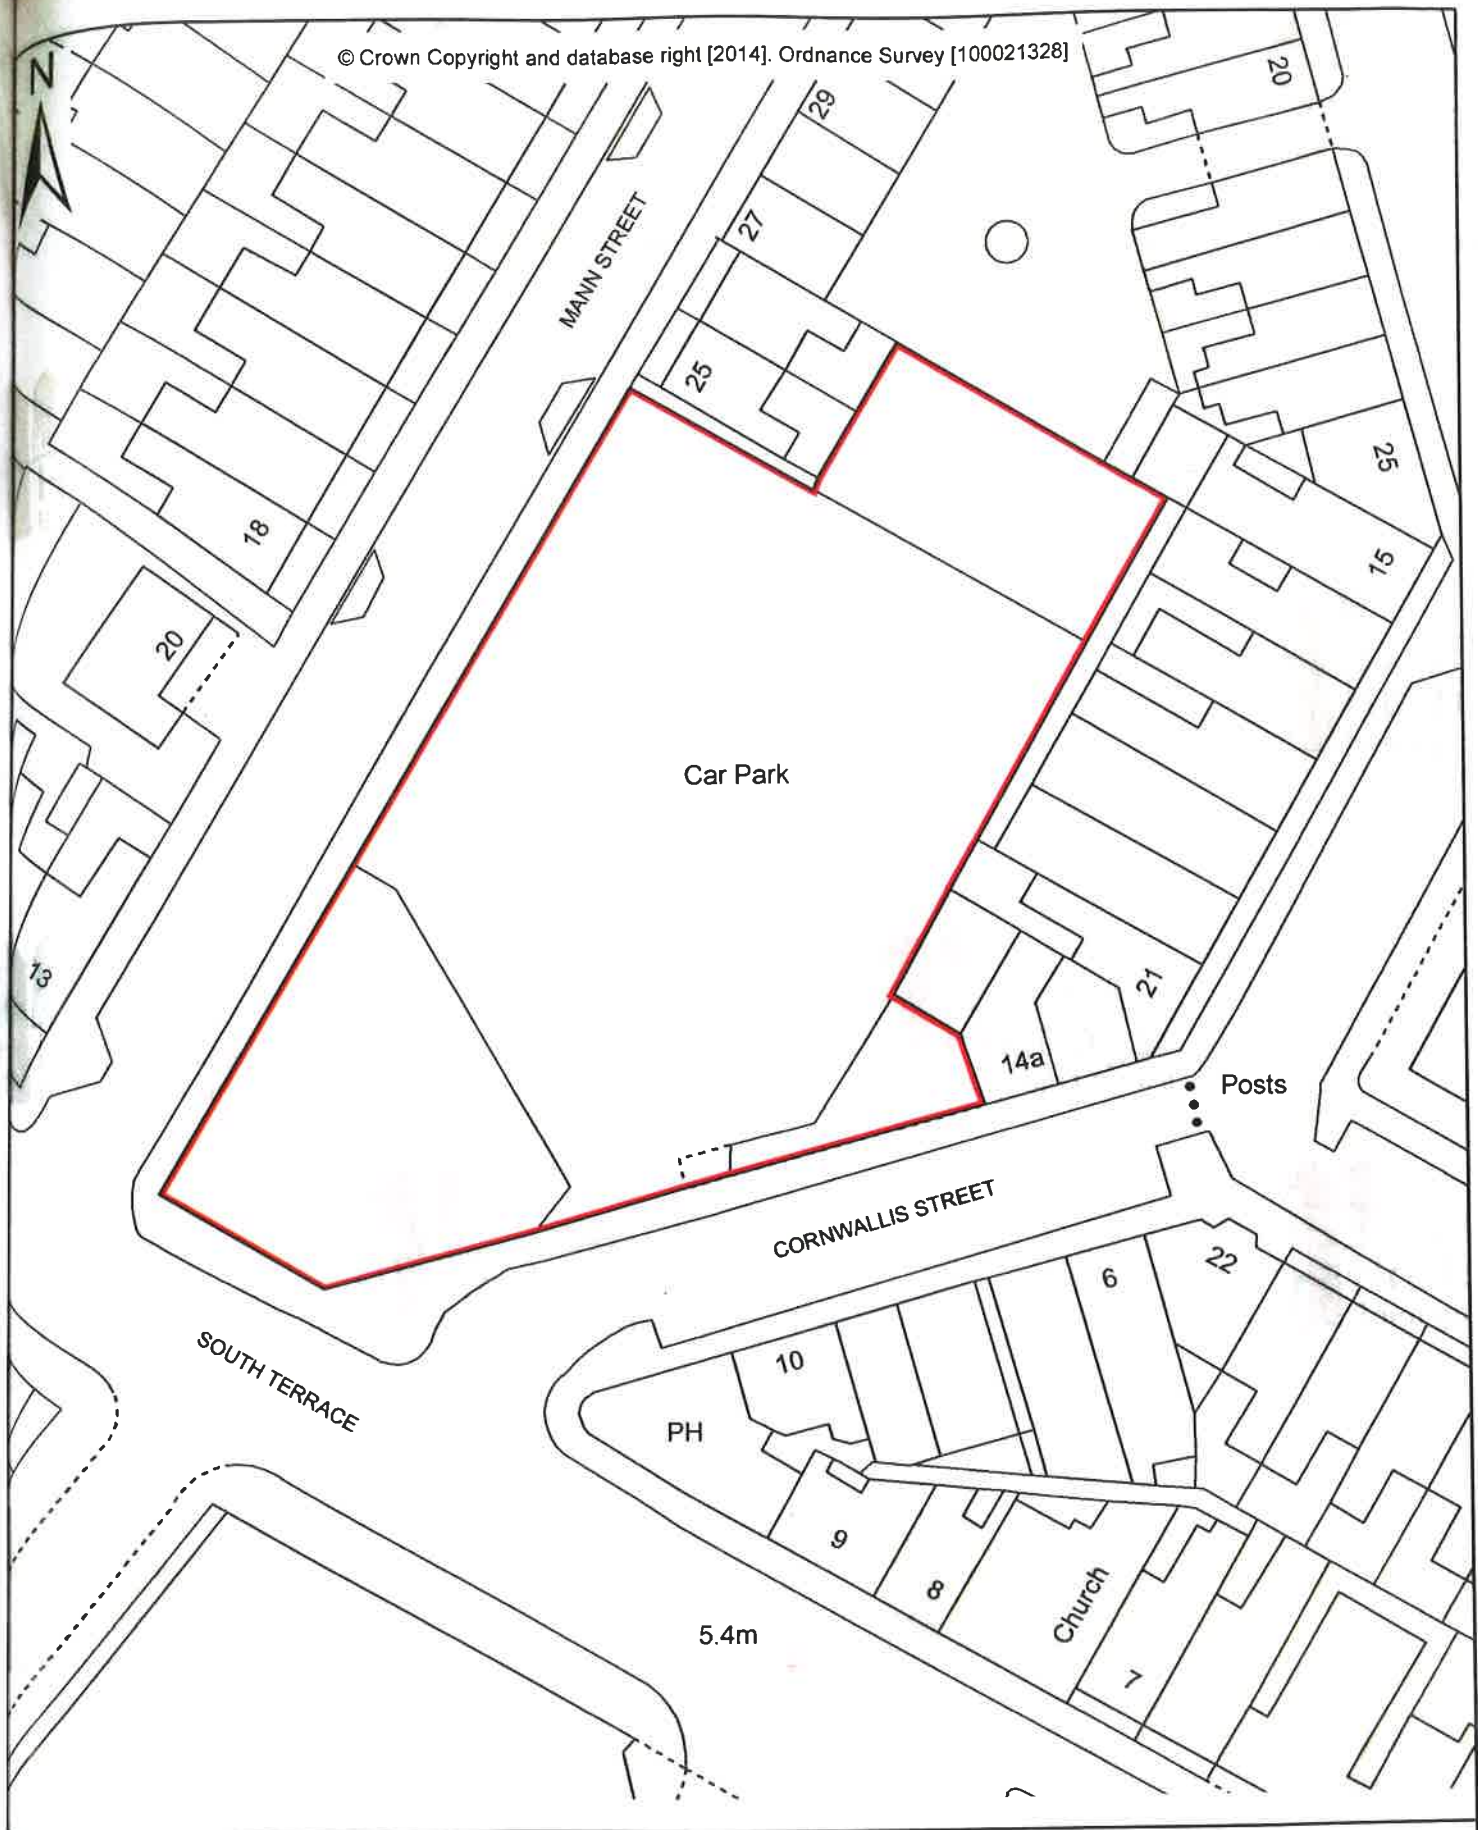 © Crown Copyright and database right [2014]. Ordnance Survey [100021328]
N
20
29
27
MANN STREET
25
25
18
15
20
Car Park
13
21
14a
Posts
CORNWALLIS STREET
22
6
SOUTH TERRACE
10
PH
9
8
Church
5.4m
7